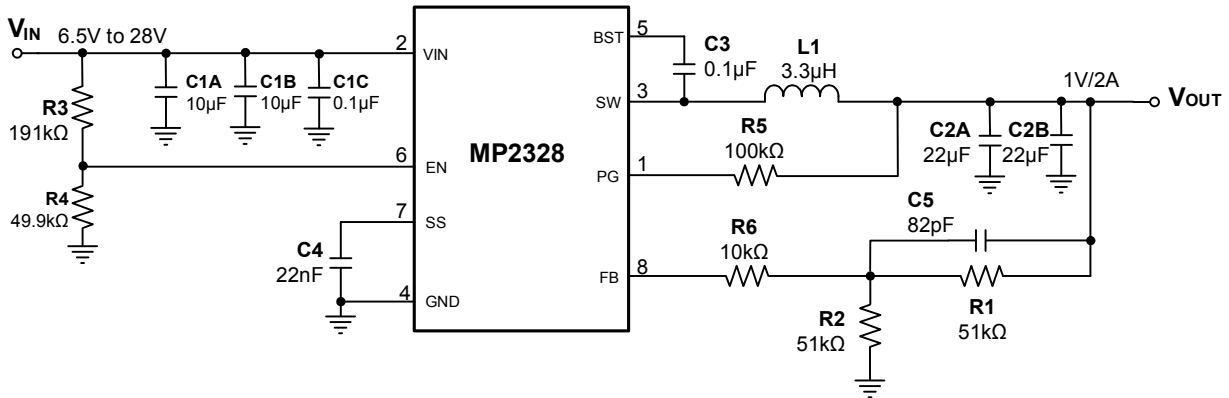 VIN
6.5V to 28V
2
VIN
BST
5
C3
0.1µF
L1
3.3µH
1V/2A
VOUT
C1A
10µF
C1B
10µF
C1C
0.1µF
SW
3
R3
191kΩ
C2A
22µF
C2B
22µF
R5
100kΩ
MP2328
6
EN
PG
1
R4
49.9kΩ
7
SS
C5
82pF
C4
22nF
R6
10kΩ
FB
8
4
GND
R1
51kΩ
R2
51kΩ